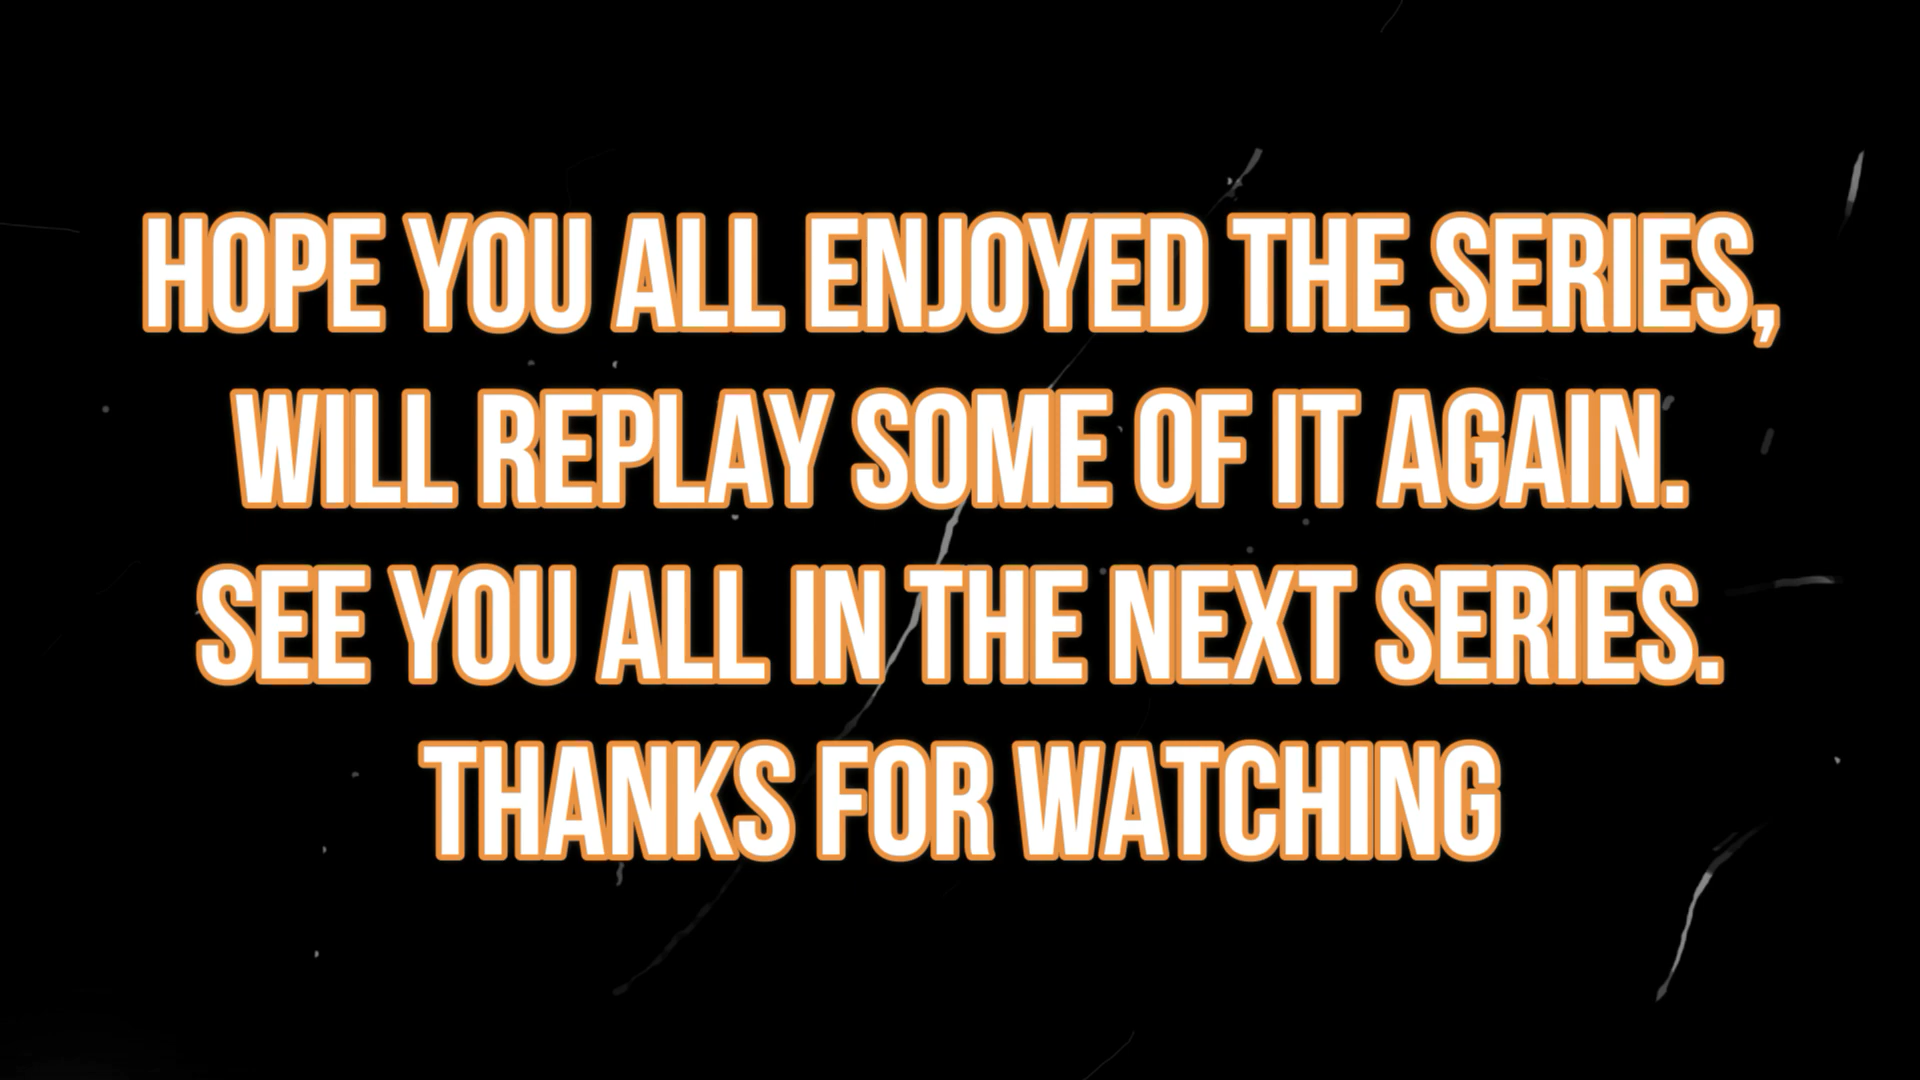 HOPE YOU ALL ENJOYED THE SERIES,
WILL REPLAY SOME OF IT AGAIN.
SEE YOU ALL IN THE NEXT SERIES.
THANKS FOR WATCHING